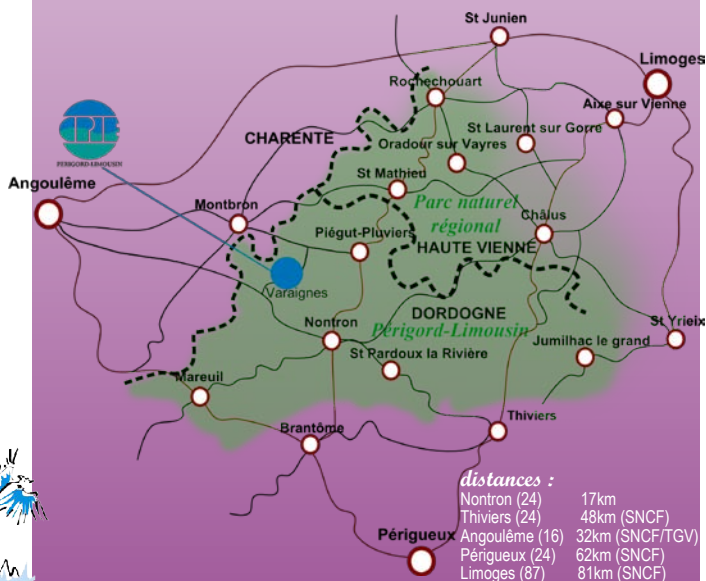 St Junien
Limoges
Rochechouart
Aixe sur Vienne
CPIE
PERIGORD-LIMOUSIN
CHARENTE
St Laurent sur Gorre
Oradour sur Vayres
Angoulême
St Mathieu
Montbron
Parc naturel
régional
Châlus
Piégut-Pluviers
HAUTE VIENNE
Varaignes
DORDOGNE
Périgord-Limousin
Nontron
St Yrieix
Jumilhac le grand
St Pardoux la Rivière
Mareuil
Thiviers
Brantôme
Périgueux
distances :
Nontron (24) 17km
Thiviers (24) 48km (SNCF)
Angoulême (16) 32km (SNCF/TGV)
Périgueux (24) 62km (SNCF)
Limoges (87) 81km (SNCF)